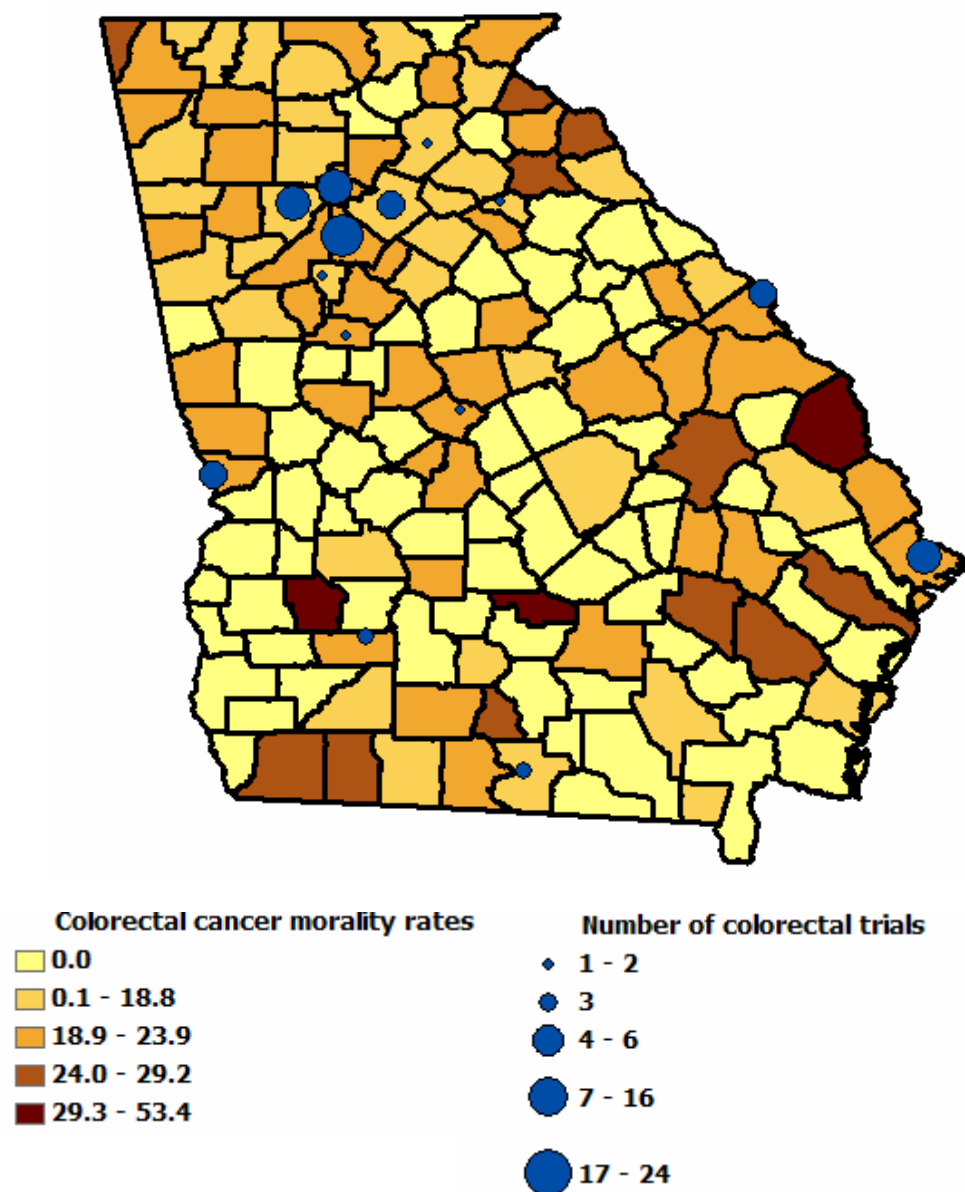 Colorectal cancer morality rates
0.0
0.1 - 18.8
18.9 - 23.9
24.0 - 29.2
29.3 - 53.4
Number of colorectal trials
1 - 2
3
4 - 6
7 - 16
17 - 24